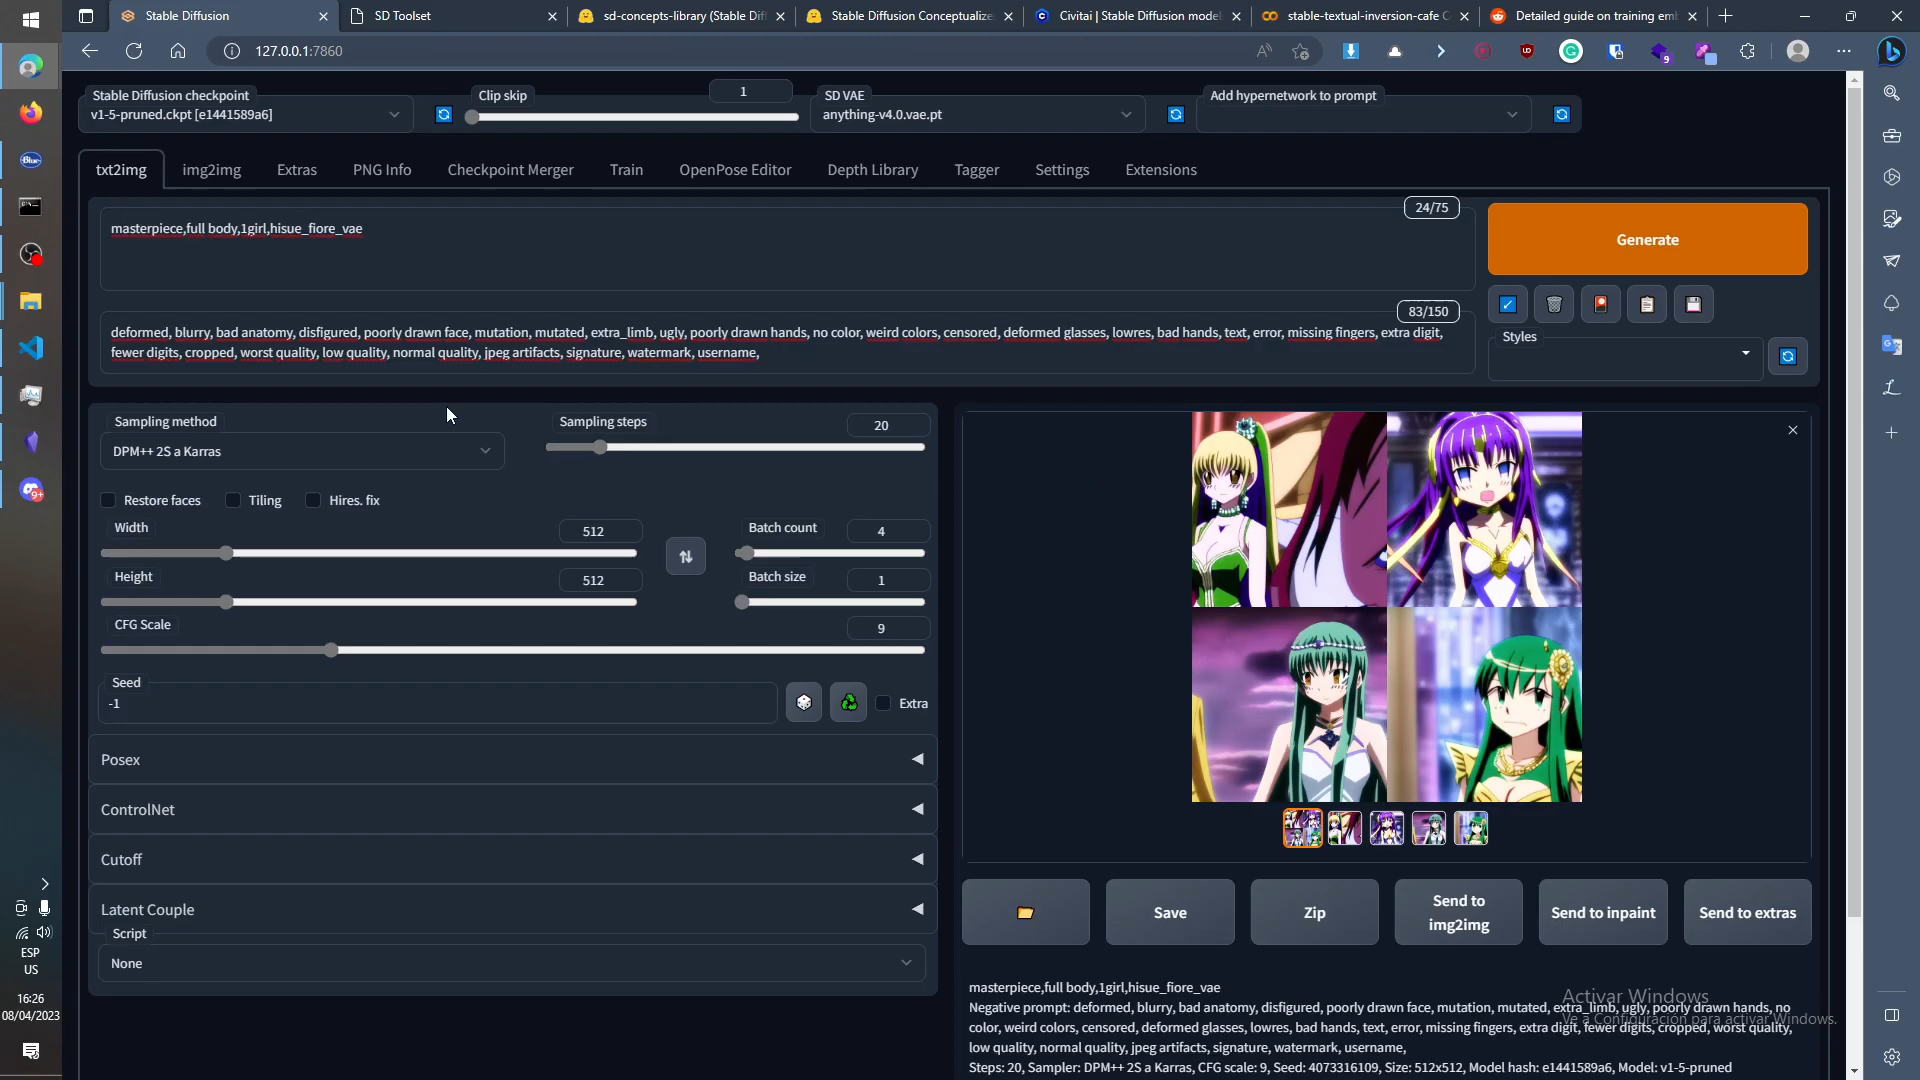 Stable Diffusion
SD Toolset
sd-concepts-library (Stable Dif
Stable Diffusion Conceptualize
Civitai | Stable Diffusion model
stable-textual-inversion-cafe C
Detailed guide on training em
127.0.0.1:7860
Stable Diffusion checkpoint
v1-5-pruned.ckpt [e1441589a6]
Clip skip
1
SD VAE
anything-v4.0.vae.pt
Add hypernetwork to prompt
txt2img
img2img
Extras
PNG Info
Checkpoint Merger
Train
OpenPose Editor
Depth Library
Tagger
Settings
Extensions
24/75
masterpiece,full body,1girl,hisue_fiore_vae
Generate
83/150
deformed, blurry, bad anatomy, disfigured, poorly drawn face, mutation, mutated, extra_limb, ugly, poorly drawn hands, no color, weird colors, censored, deformed glasses, lowres, bad hands, text, error, missing fingers, extra digit,
fewer digits, cropped, worst quality, low quality, normal quality, jpeg artifacts, signature, watermark, username,
Styles
Sampling method
DPM++ 2S a Karras
Sampling steps
20
Restore faces
Tiling
Hires. fix
Width
512
Batch count
4
Height
512
Batch size
1
CFG Scale
9
Seed
-1
Extra
Posex
ControlNet
Cutoff
Latent Couple
Script
None
Save
Zip
Send to
img2img
Send to inpaint
Send to extras
masterpiece,full body,1girl,hisue_fiore_vae
Negative prompt: deformed, blurry, bad anatomy, disfigured, poorly drawn face, mutation, mutated, extra_limb, ugly, poorly drawn hands, no
color, weird colors, censored, deformed glasses, lowres, bad hands, text, error, missing fingers, extra digit, fewer digits, cropped, worst quality,
low quality, normal quality, jpeg artifacts, signature, watermark, username,
Steps: 20, Sampler: DPM++ 2S a Karras, CFG scale: 9, Seed: 4073316109, Size: 512x512, Model hash: e1441589a6, Model: v1-5-pruned
Activar Windows
Ve a Configuración para activar Windows.
Blue
9+
9
ESP
US
16:26
08/04/2023